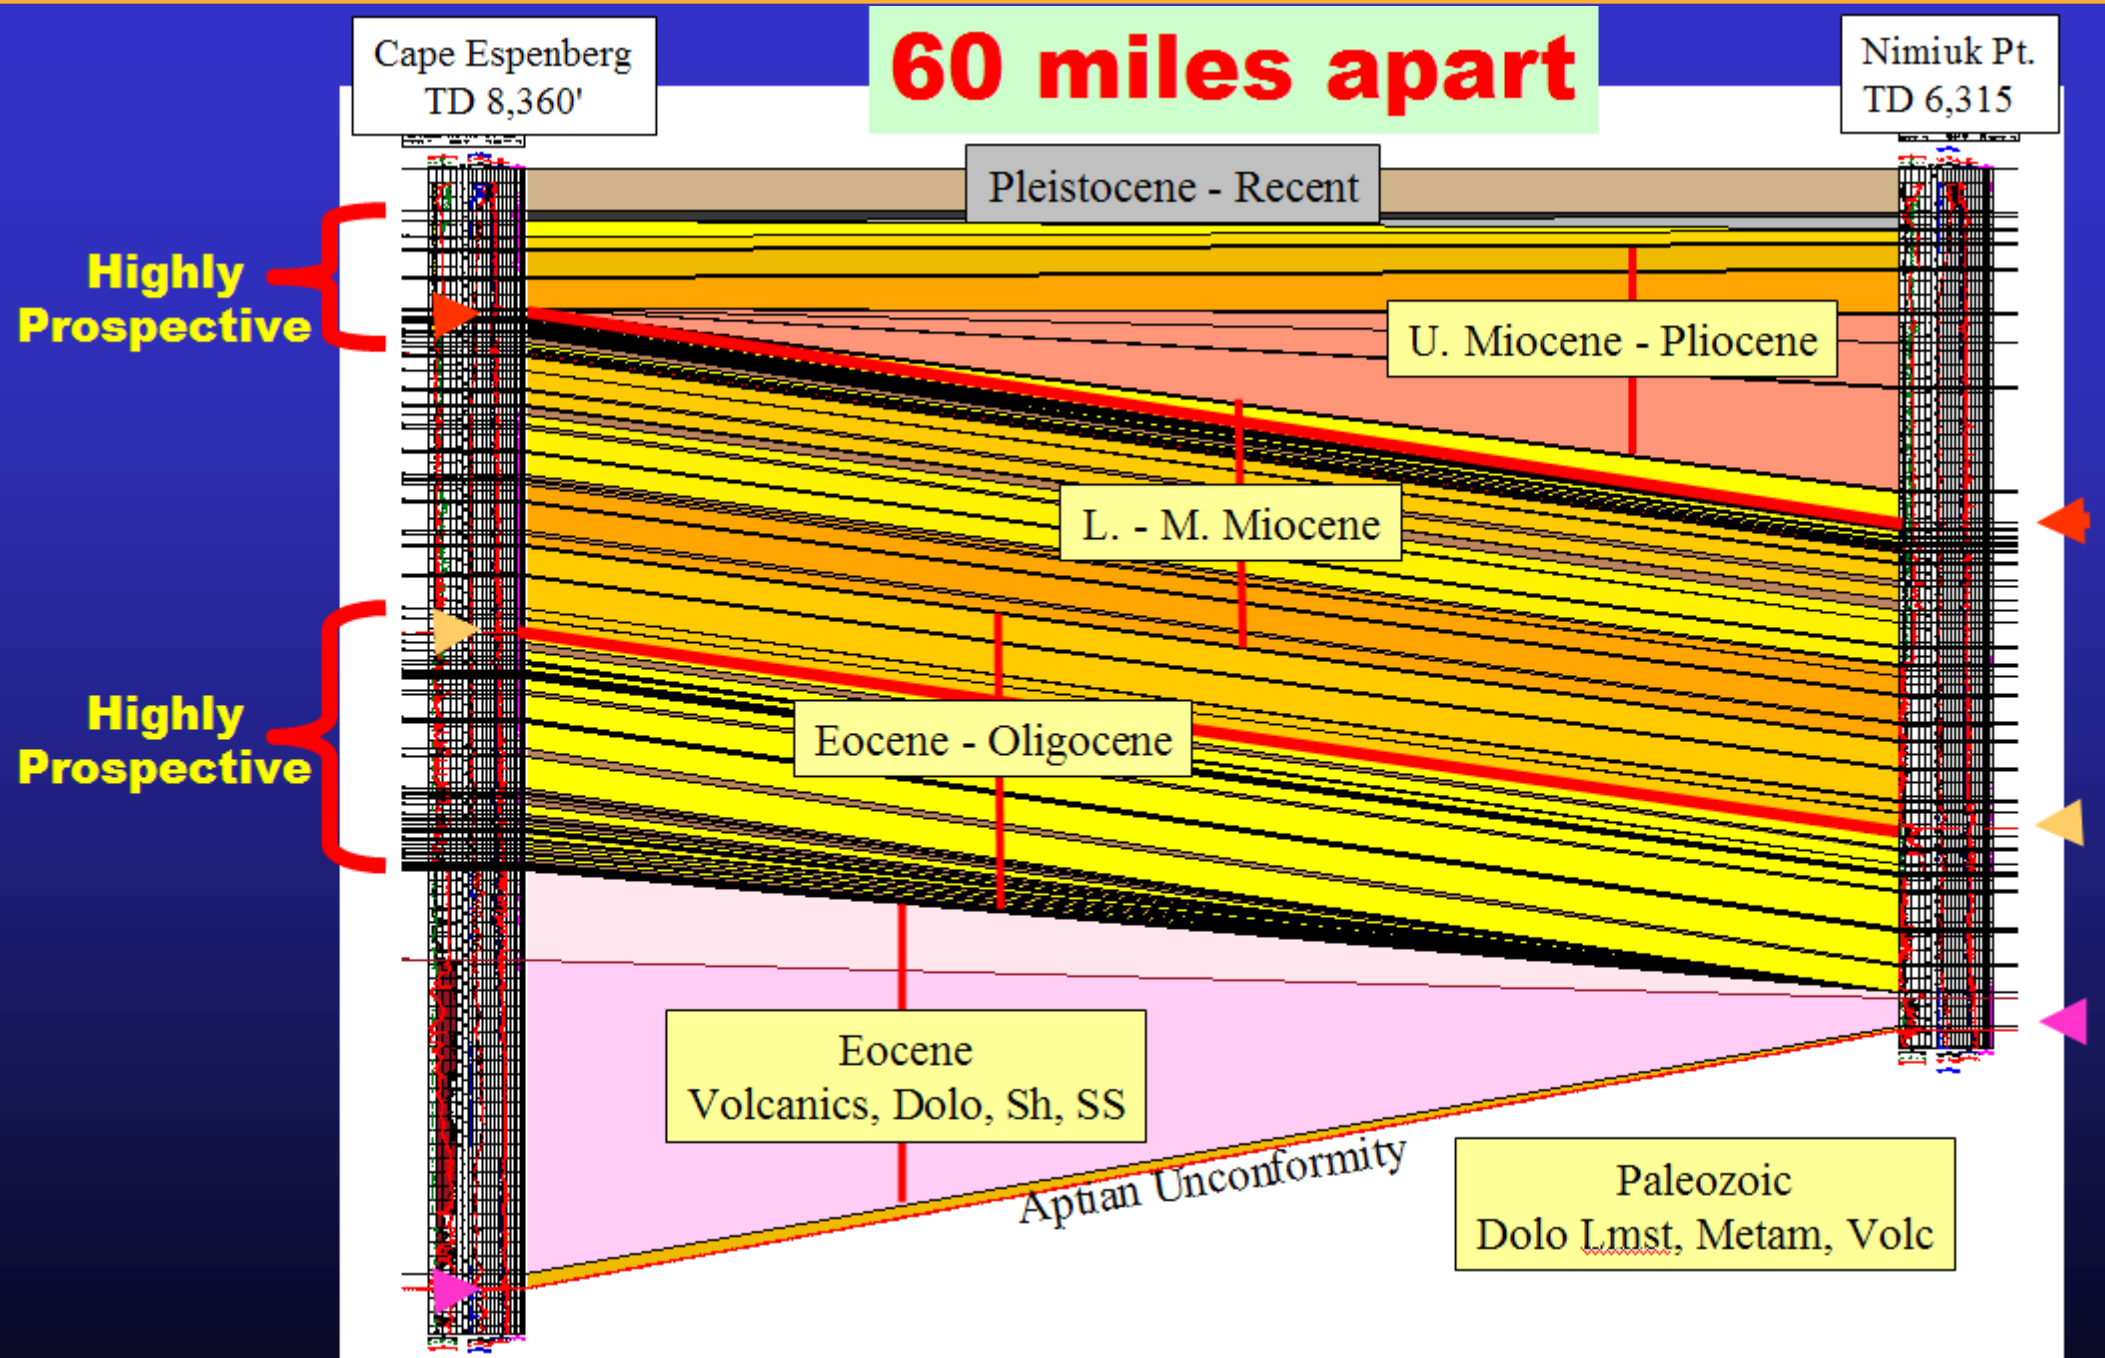 Cape Espenberg
TD 8,360'
60 miles apart
Nimiuk Pt.
TD 6,315
Pleistocene - Recent
Highly
Prospective
U. Miocene - Pliocene
L. - M. Miocene
Highly
Prospective
Eocene - Oligocene
Eocene
Volcanics, Dolo, Sh, SS
Aptian Unconformity
Paleozoic
Dolo Lmst, Metam, Volc